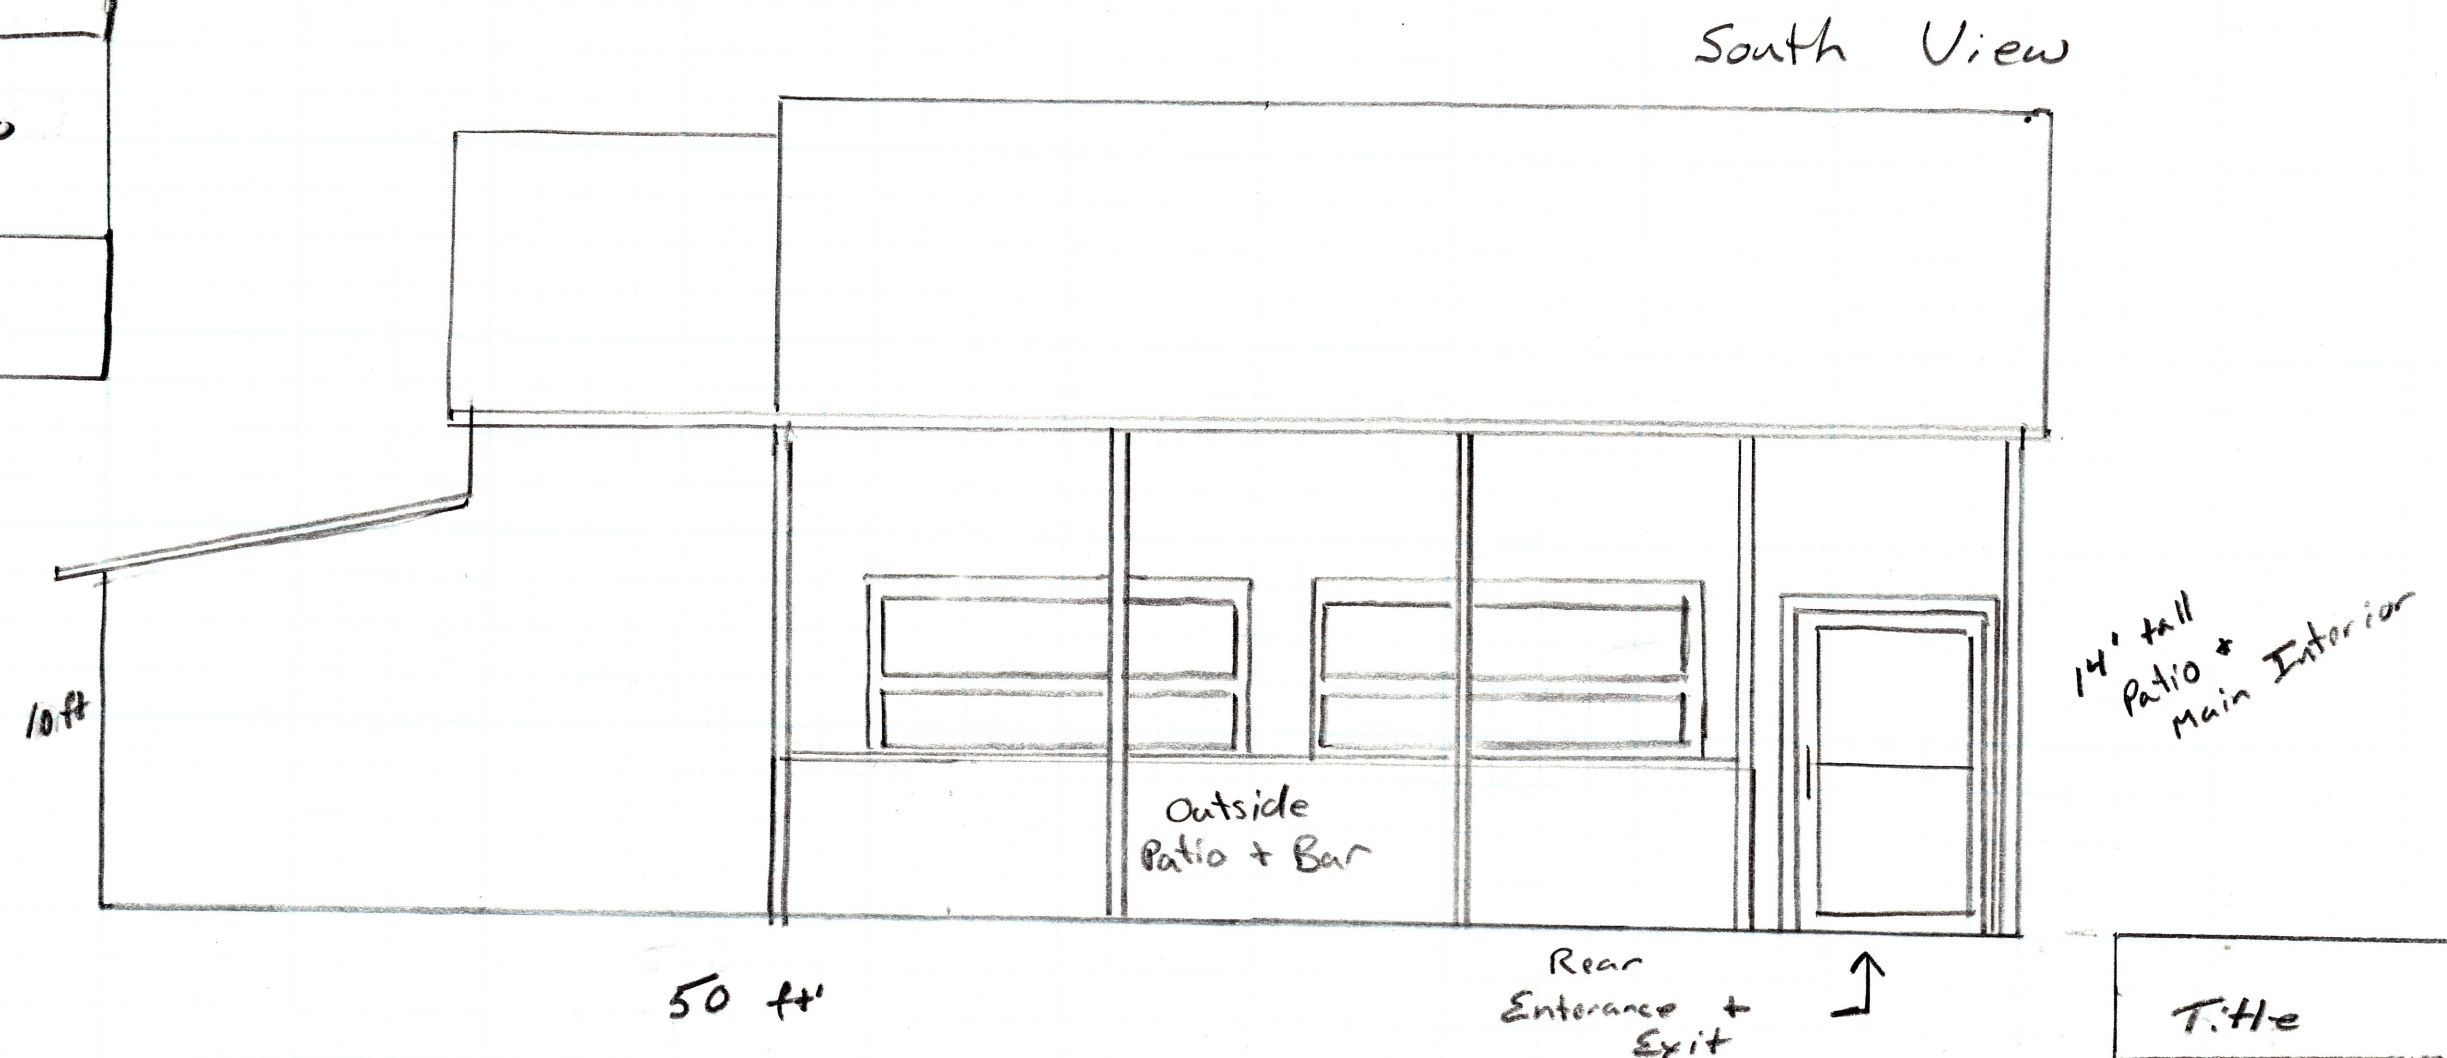 South View
14' tall
Patio +
Main Interior
10 ft
Outside
Patio + Bar
50 ft'
Rear
Enterance +
Exit
Title